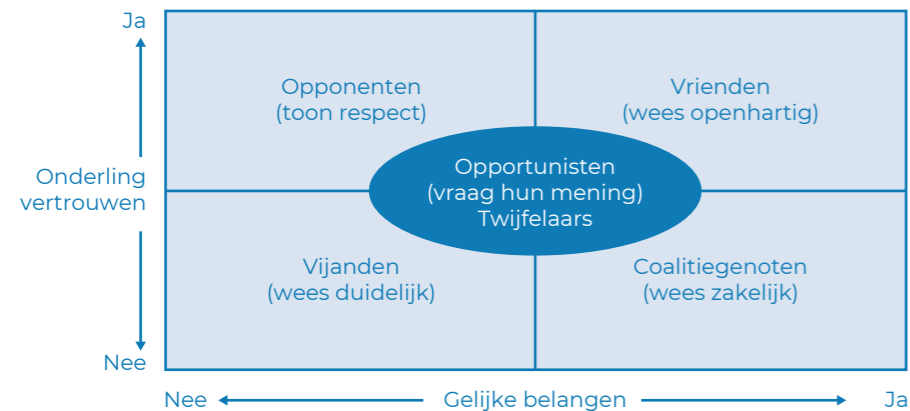 Ja
Opponenten
(toon respect)
Vrienden
(wees openhartig)
Onderling
vertrouwen
Opportunisten
(vraag hun mening)
Twijfelaars
Vijanden
(wees duidelijk)
Coalitiegenoten
(wees zakelijk)
Nee
Nee
Gelijke belangen
Ja